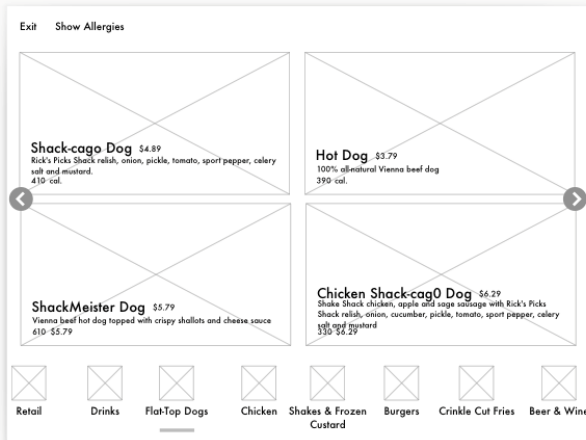 Exit Show Allergies
Shack-cago Dog $4.89
Rick's Picks Shack relish, onion, pickle, tomato, sport pepper, celery
salt and mustard.
410 cal.
Hot Dog $3.79
100% all-natural Vienna beef dog
390 cal.
ShackMeister Dog $5.79
Vienna beef hot dog topped with crispy shallots and cheese sauce
610 $5.79
Chicken Shack-cag0 Dog $6.29
Shake Shack chicken, apple and sage sausage with Rick's Picks
Shack relish, onion, cucumber, pickle, tomato, sport pepper, celery
salt and mustard
330 $6.29
Retail Drinks Flat-Top Dogs Chicken Shakes & Frozen Burgers Crinkle Cut Fries Beer & Wine
Custard